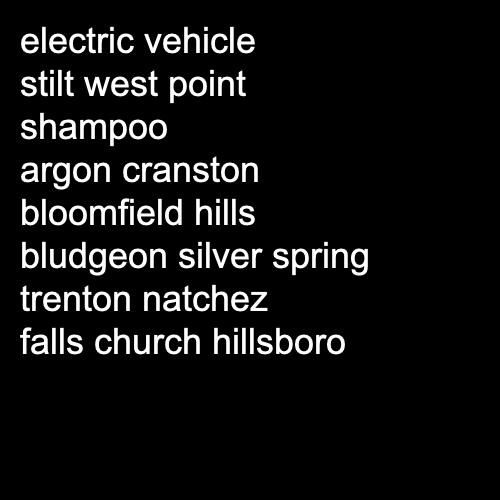 electric vehicle
stilt west point
shampoo
argon cranston
bloomfield hills
bludgeon silver spring
trenton natchez
falls church hillsboro